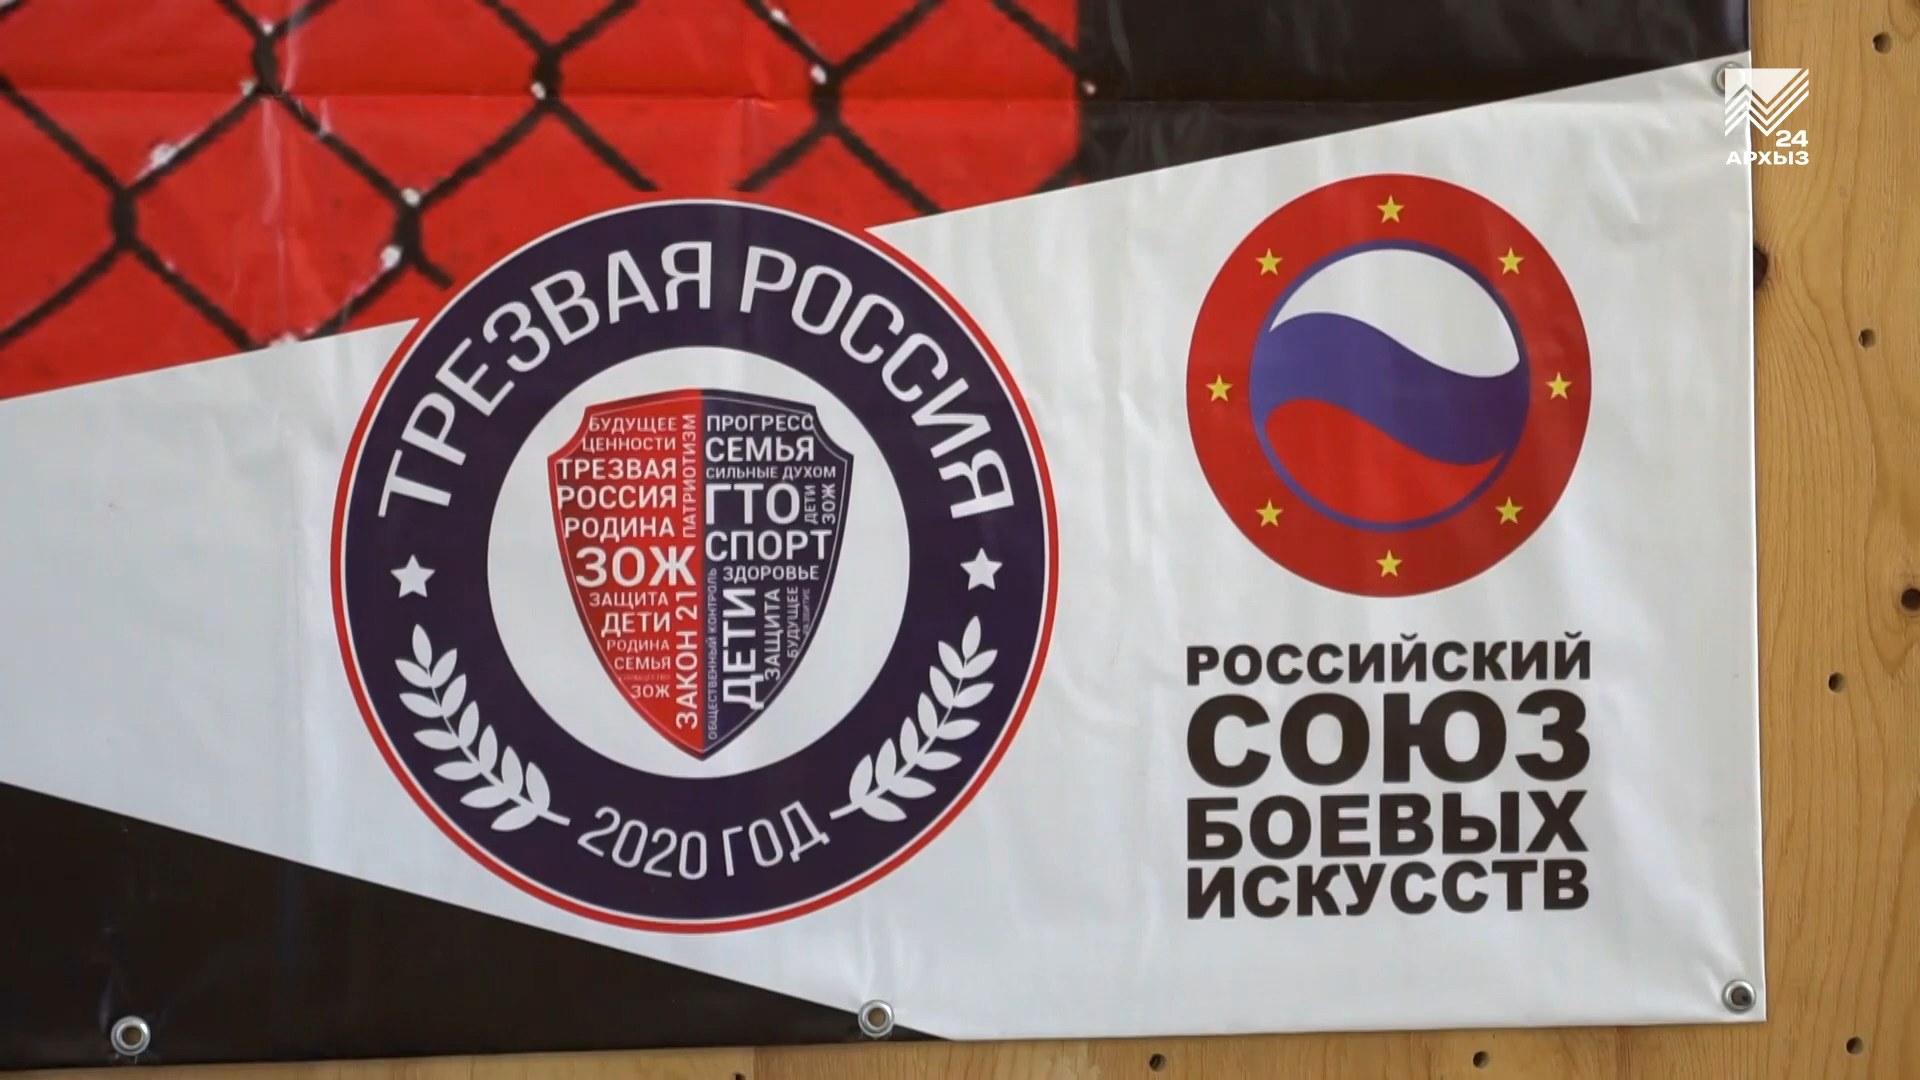 24
АРХЫЗ
ТРЕЗВАЯ РОССИЯ
БУДУЩЕЕ
ЦЕННОСТИ
ТРЕЗВАЯ
РОССИЯ
РОДИНА
ЗОЖ
ЗАЩИТА
ДЕТИ
РОДИНА
СЕМЬЯ
ЗОЖ
ПАТРИОТИЗМ
ЗАКОН 21
ПРОГРЕСС
СЕМЬЯ
СИЛЬНЫЕ ДУХОМ
ГТО
ДЕТИ
ЗОЖ
СПОРТ
ЗДОРОВЬЕ
ОБЩЕСТВЕННЫЙ КОНТРОЛЬ
ДЕТИ
ЗАЩИТА
БУДУЩЕЕ
2020 ГОД
РОССИЙСКИЙ
СОЮЗ
БОЕВЫХ
ИСКУССТВ